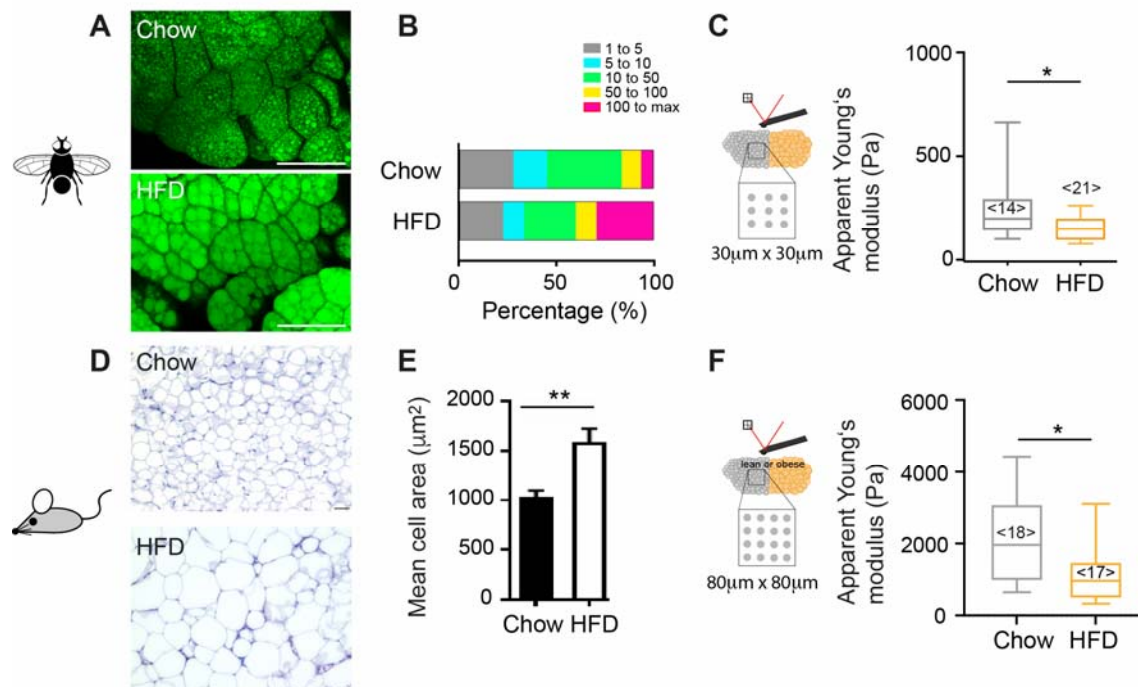 A
Chow
HFD
B
1 to 5
5 to 10
10 to 50
50 to 100
100 to max
Chow
HFD
0
50
100
Percentage (%)
C
30μm x 30μm
Apparent Young's
modulus (Pa)
1000
500
0
*
<14>
<21>
Chow
HFD
D
Chow
HFD
E
Mean cell area (μm²)
2000
1500
1000
500
0
**
Chow HFD
F
lean or obese
80μm x 80μm
Apparent Young's
modulus (Pa)
6000
4000
2000
0
*
<18>
<17>
Chow
HFD